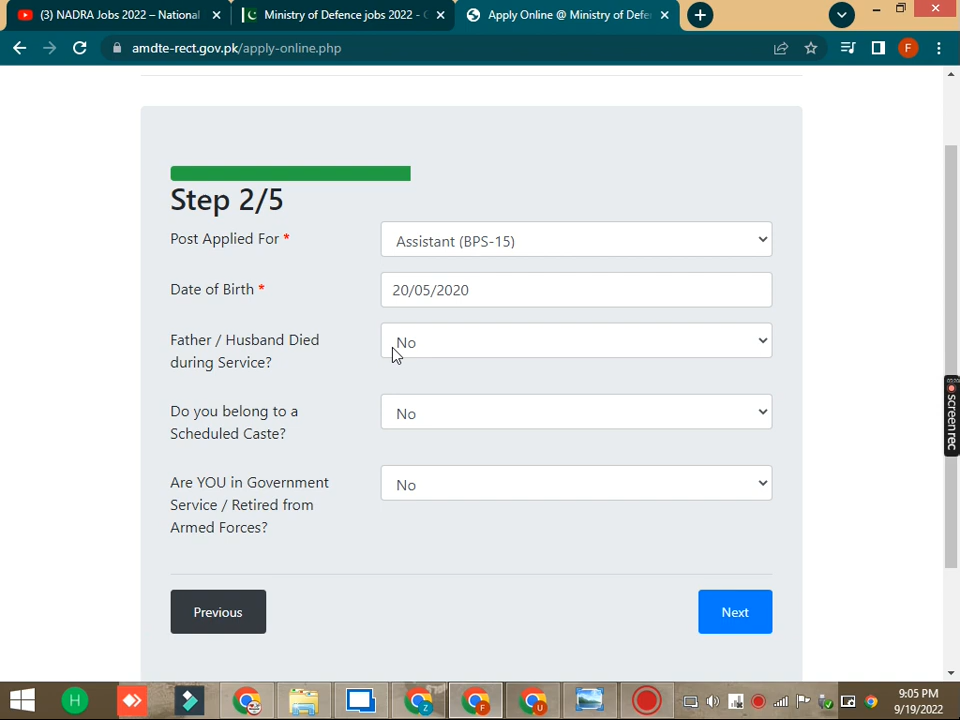 (3) NADRA Jobs 2022 – National
Ministry of Defence jobs 2022 -
Apply Online @ Ministry of Defe
amdte-rect.gov.pk/apply-online.php
F
Step 2/5
Post Applied For *
Assistant (BPS-15)
Date of Birth *
20/05/2020
Father / Husband Died
during Service?
No
Do you belong to a
Scheduled Caste?
No
Are YOU in Government
Service / Retired from
Armed Forces?
No
Previous
Next
screenrec
H
Z
F
U
9:05 PM
9/19/2022